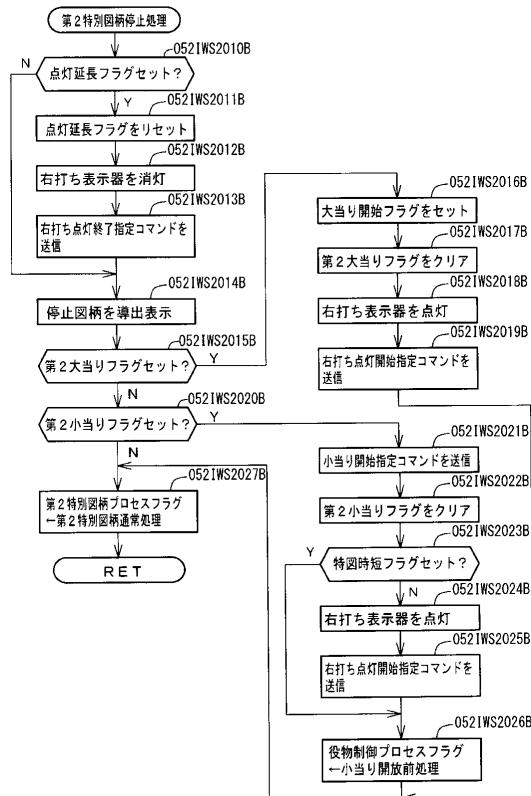 第2特別図柄停止処理
052IWS2010B
点灯延長フラグセット?
N
Y
052IWS2011B
点灯延長フラグをリセット
052IWS2012B
右打ち表示器を消灯
052IWS2013B
右打ち点灯終了指定コマンドを
送信
052IWS2014B
停止図柄を導出表示
052IWS2015B
第2大当りフラグセット?
Y
N
052IWS2016B
大当り開始フラグをセット
052IWS2017B
第2大当りフラグをクリア
052IWS2018B
右打ち表示器を点灯
052IWS2019B
右打ち点灯開始指定コマンドを
送信
052IWS2020B
第2小当りフラグセット?
Y
N
052IWS2021B
小当り開始指定コマンドを送信
052IWS2022B
第2小当りフラグをクリア
052IWS2023B
特図時短フラグセット?
Y
N
052IWS2024B
右打ち表示器を点灯
052IWS2025B
右打ち点灯開始指定コマンドを
送信
052IWS2026B
役物制御プロセスフラグ
←小当り開放前処理
052IWS2027B
第2特別図柄プロセスフラグ
←第2特別図柄通常処理
RET